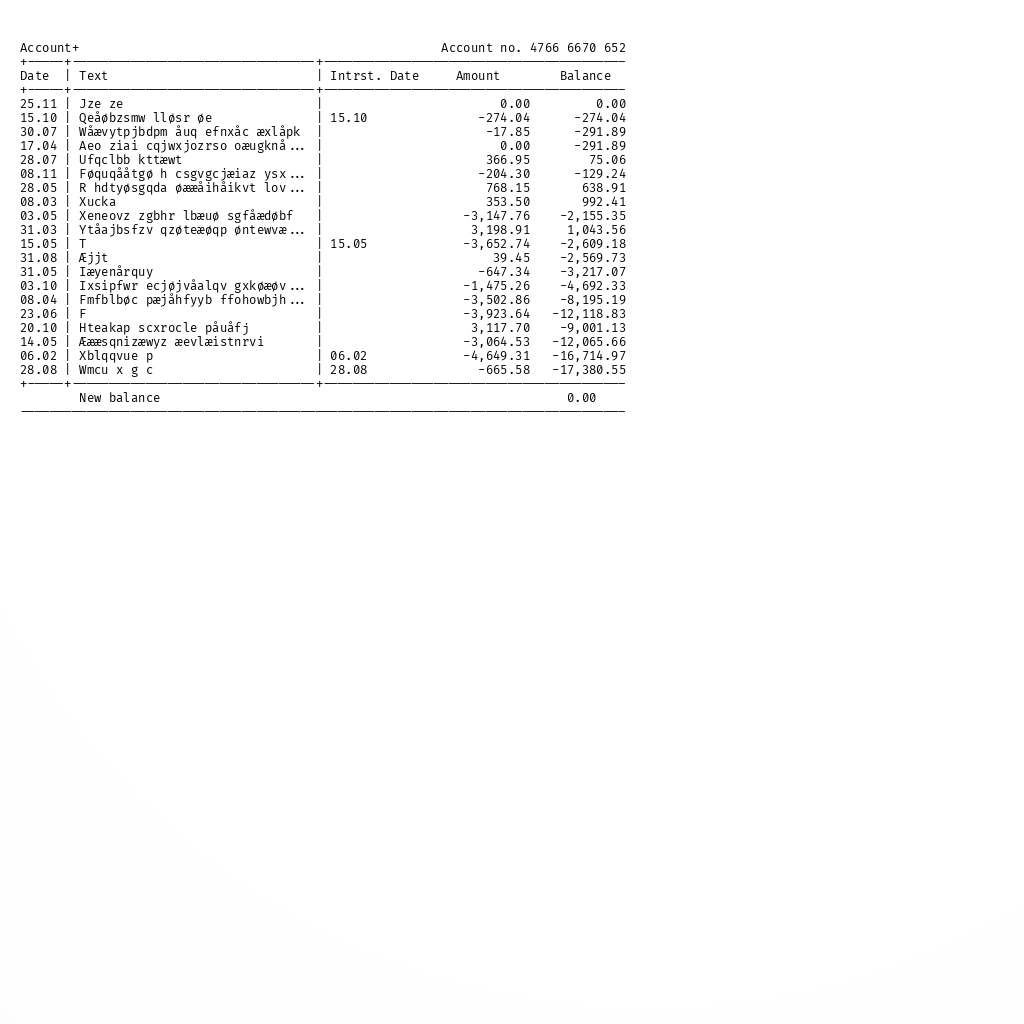 Account+ Account no. 4766 6670 652
Date | Text | Intrst. Date Amount Balance
25.11 | Jze ze | 0.00 0.00
15.10 | Qeåøbzsmw lløsr øe | 15.10 -274.04 -274.04
30.07 | Wåævytpjbdpm åuq efnxåc æxlåpk | -17.85 -291.89
17.04 | Aeo ziai cqjwxjozrso oæugknå... | 0.00 -291.89
28.07 | Ufqclbb kttæwt | 366.95 75.06
08.11 | Føquqååtgø h csgvgcjæiaz ysx... | -204.30 -129.24
28.05 | R hdtyøsgqda øææåihåikvt lov... | 768.15 638.91
08.03 | Xucka | 353.50 992.41
03.05 | Xeneovz zgbhr lbæuø sgfåædøbf | -3,147.76 -2,155.35
31.03 | Ytåajbsfzv qzøteæøqp øntewvæ... | 3,198.91 1,043.56
15.05 | T | 15.05 -3,652.74 -2,609.18
31.08 | Æjjt | 39.45 -2,569.73
31.05 | Iæyenårquy | -647.34 -3,217.07
03.10 | Ixsipfwr ecjøjvåalqv gxkøæøv... | -1,475.26 -4,692.33
08.04 | Fmfblbøc pæjåhfyyb ffohowbjh... | -3,502.86 -8,195.19
23.06 | F | -3,923.64 -12,118.83
20.10 | Hteakap scxrocle påuåfj | 3,117.70 -9,001.13
14.05 | Æææsqnizæwyz æevlæistnrvi | -3,064.53 -12,065.66
06.02 | Xblqqvue p | 06.02 -4,649.31 -16,714.97
28.08 | Wmcu x g c | 28.08 -665.58 -17,380.55
New balance 0.00